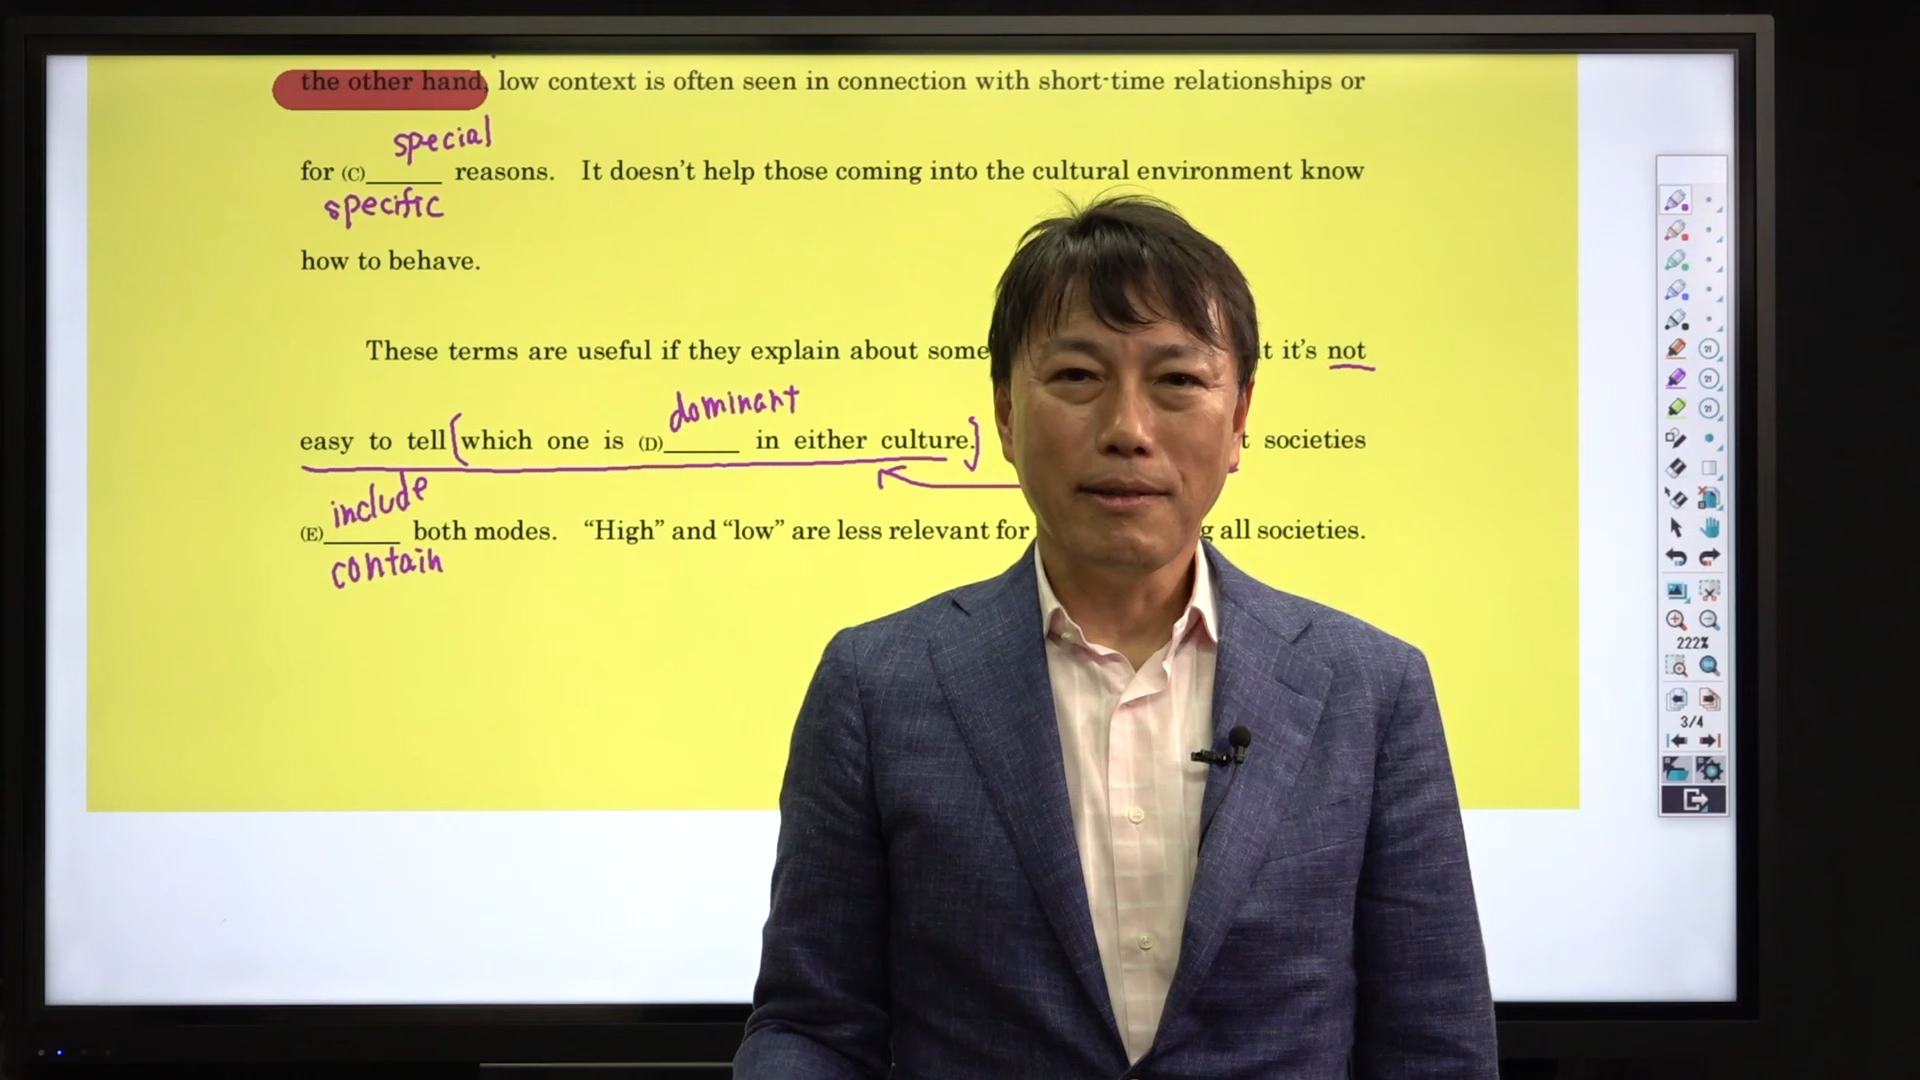 the other hand, low context is often seen in connection with short-time relationships or
special
for (C)______ reasons. It doesn't help those coming into the cultural environment know
specific
how to behave.
These terms are useful if they explain about some t it's not
dominant
easy to tell [which one is (D)______ in either culture.] t societies
include
(E)______ both modes. “High” and “low” are less relevant for g all societies.
contain
222%
3/4